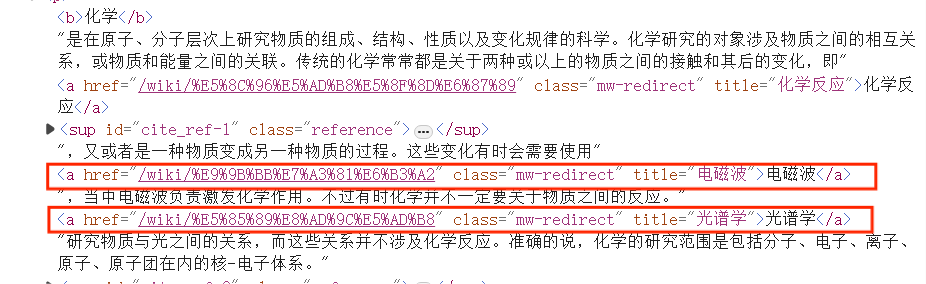 <b>化学</b>
"是在原子、分子层次上研究物质的组成、结构、性质以及变化规律的科学。化学研究的对象涉及物质之间的相互关
系，或物质和能量之间的关联。传统的化学常常都是关于两种或以上的物质之间的接触和其后的变化，即"
<a href="/wiki/%E5%8C%96%E5%AD%B8%E5%8F%8D%E6%87%89" class="mw-redirect" title="化学反应">化学反
应</a>
<sup id="cite_ref-1" class="reference">⋯</sup>
"，又或者是一种物质变成另一种物质的过程。这些变化有时会需要使用"
<a href="/wiki/%E9%9B%BB%E7%A3%81%E6%B3%A2" class="mw-redirect" title="电磁波">电磁波</a>
"，当中电磁波负责激发化学作用。不过有时化学并不一定要关于物质之间的反应。"
<a href="/wiki/%E5%85%89%E8%AD%9C%E5%AD%B8" class="mw-redirect" title="光谱学">光谱学</a>
"研究物质与光之间的关系，而这些关系并不涉及化学反应。准确的说，化学的研究范围是包括分子、电子、离子、
原子、原子团在内的核-电子体系。"